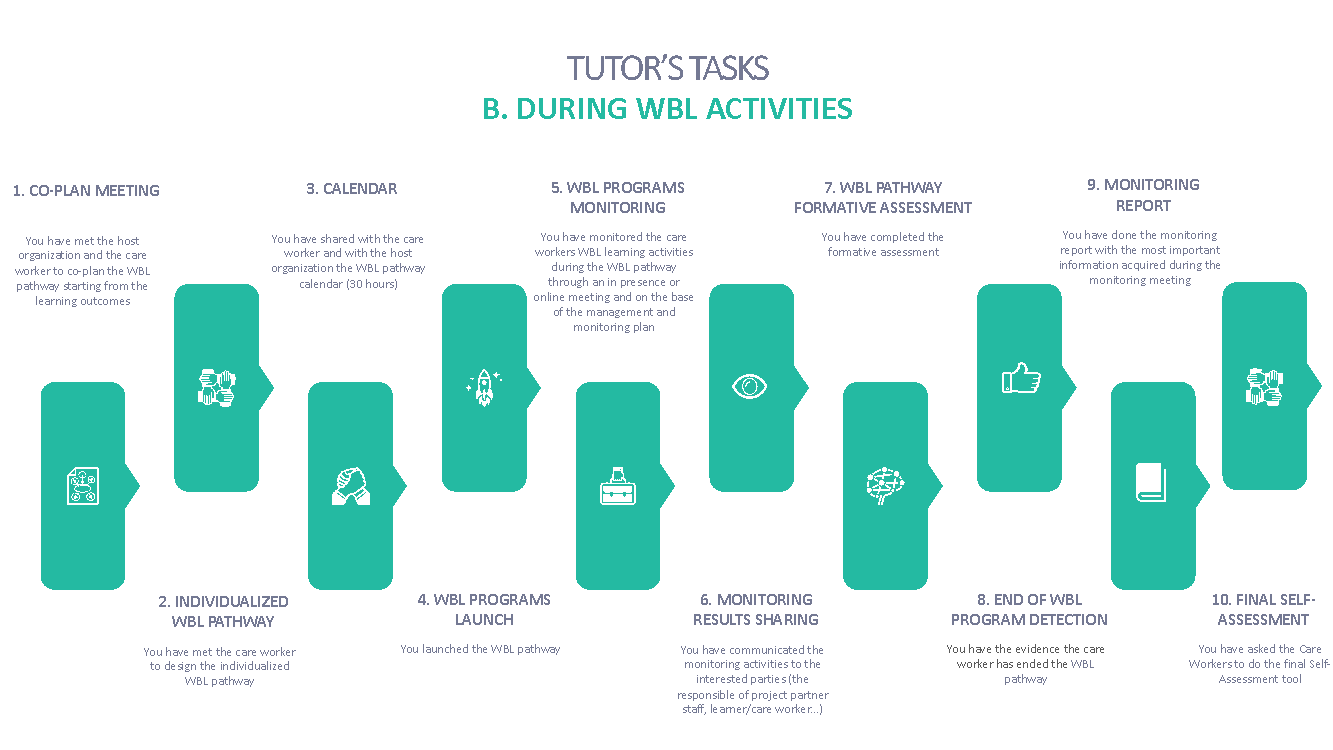 TUTOR'S TASKS
B. DURING WBL ACTIVITIES
1. CO-PLAN MEETING
You have met the host
organization and the care
worker to co-plan the WBL
pathway starting from the
learning outcomes
2. INDIVIDUALIZED
WBL PATHWAY
You have met the care worker
to design the individualized
WBL pathway
3. CALENDAR
You have shared with the care
worker and with the host
organization the WBL pathway
calendar (30 hours)
4. WBL PROGRAMS
LAUNCH
You launched the WBL pathway
5. WBL PROGRAMS
MONITORING
You have monitored the care
workers WBL learning activities
during the WBL pathway
through an in presence or
online meeting and on the base
of the management and
monitoring plan
6. MONITORING
RESULTS SHARING
You have communicated the
monitoring activities to the
interested parties (the
responsible of project partner
staff, learner/care worker...)
7. WBL PATHWAY
FORMATIVE ASSESSMENT
You have completed the
formative assessment
8. END OF WBL
PROGRAM DETECTION
You have the evidence the care
worker has ended the WBL
pathway
9. MONITORING
REPORT
You have done the monitoring
report with the most important
information acquired during the
monitoring meeting
10. FINAL SELF-
ASSESSMENT
You have asked the Care
Workers to do the final Self-
Assessment tool